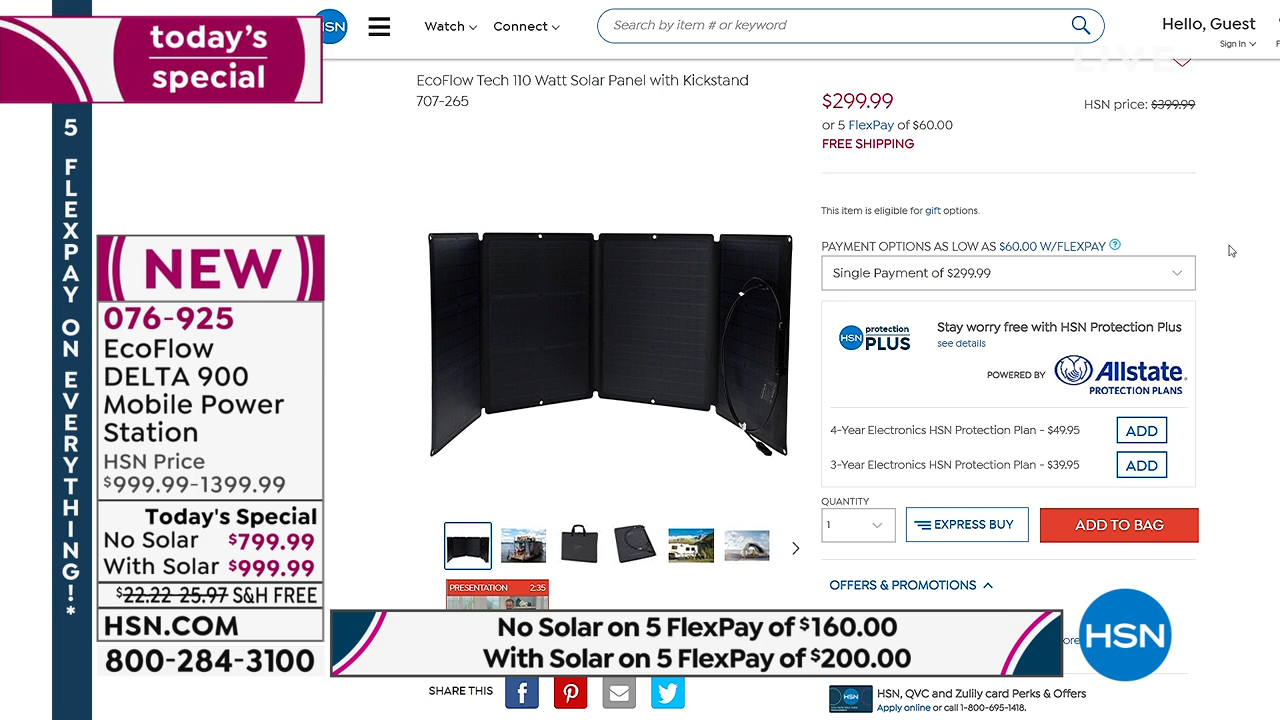 today's
special
5 FLEXPAY ON EVERYTHING!*
NEW
076-925
EcoFlow
DELTA 900
Mobile Power
Station
HSN Price
$999.99-1399.99
Today's Special
No Solar $799.99
With Solar $999.99
$22.22-25.97 S&H FREE
HSN.COM
800-284-3100
HSN
Watch
Connect
Search by item # or keyword
Hello, Guest
Sign In
LIVE
EcoFlow Tech 110 Watt Solar Panel with Kickstand
707-265
$299.99
HSN price: $399.99
or 5 FlexPay of $60.00
FREE SHIPPING
This item is eligible for gift options.
PAYMENT OPTIONS AS LOW AS $60.00 W/FLEXPAY ?
Single Payment of $299.99
HSN protection PLUS
Stay worry free with HSN Protection Plus
see details
POWERED BY Allstate
PROTECTION PLANS
4-Year Electronics HSN Protection Plan - $49.95 ADD
3-Year Electronics HSN Protection Plan - $39.95 ADD
QUANTITY
1
EXPRESS BUY
ADD TO BAG
OFFERS & PROMOTIONS
PRESENTATION 2:35
No Solar on 5 FlexPay of $160.00
With Solar on 5 FlexPay of $200.00
HSN
SHARE THIS
HSN
HSN, QVC and Zulily card Perks & Offers
Apply online or call 1-800-695-1418.